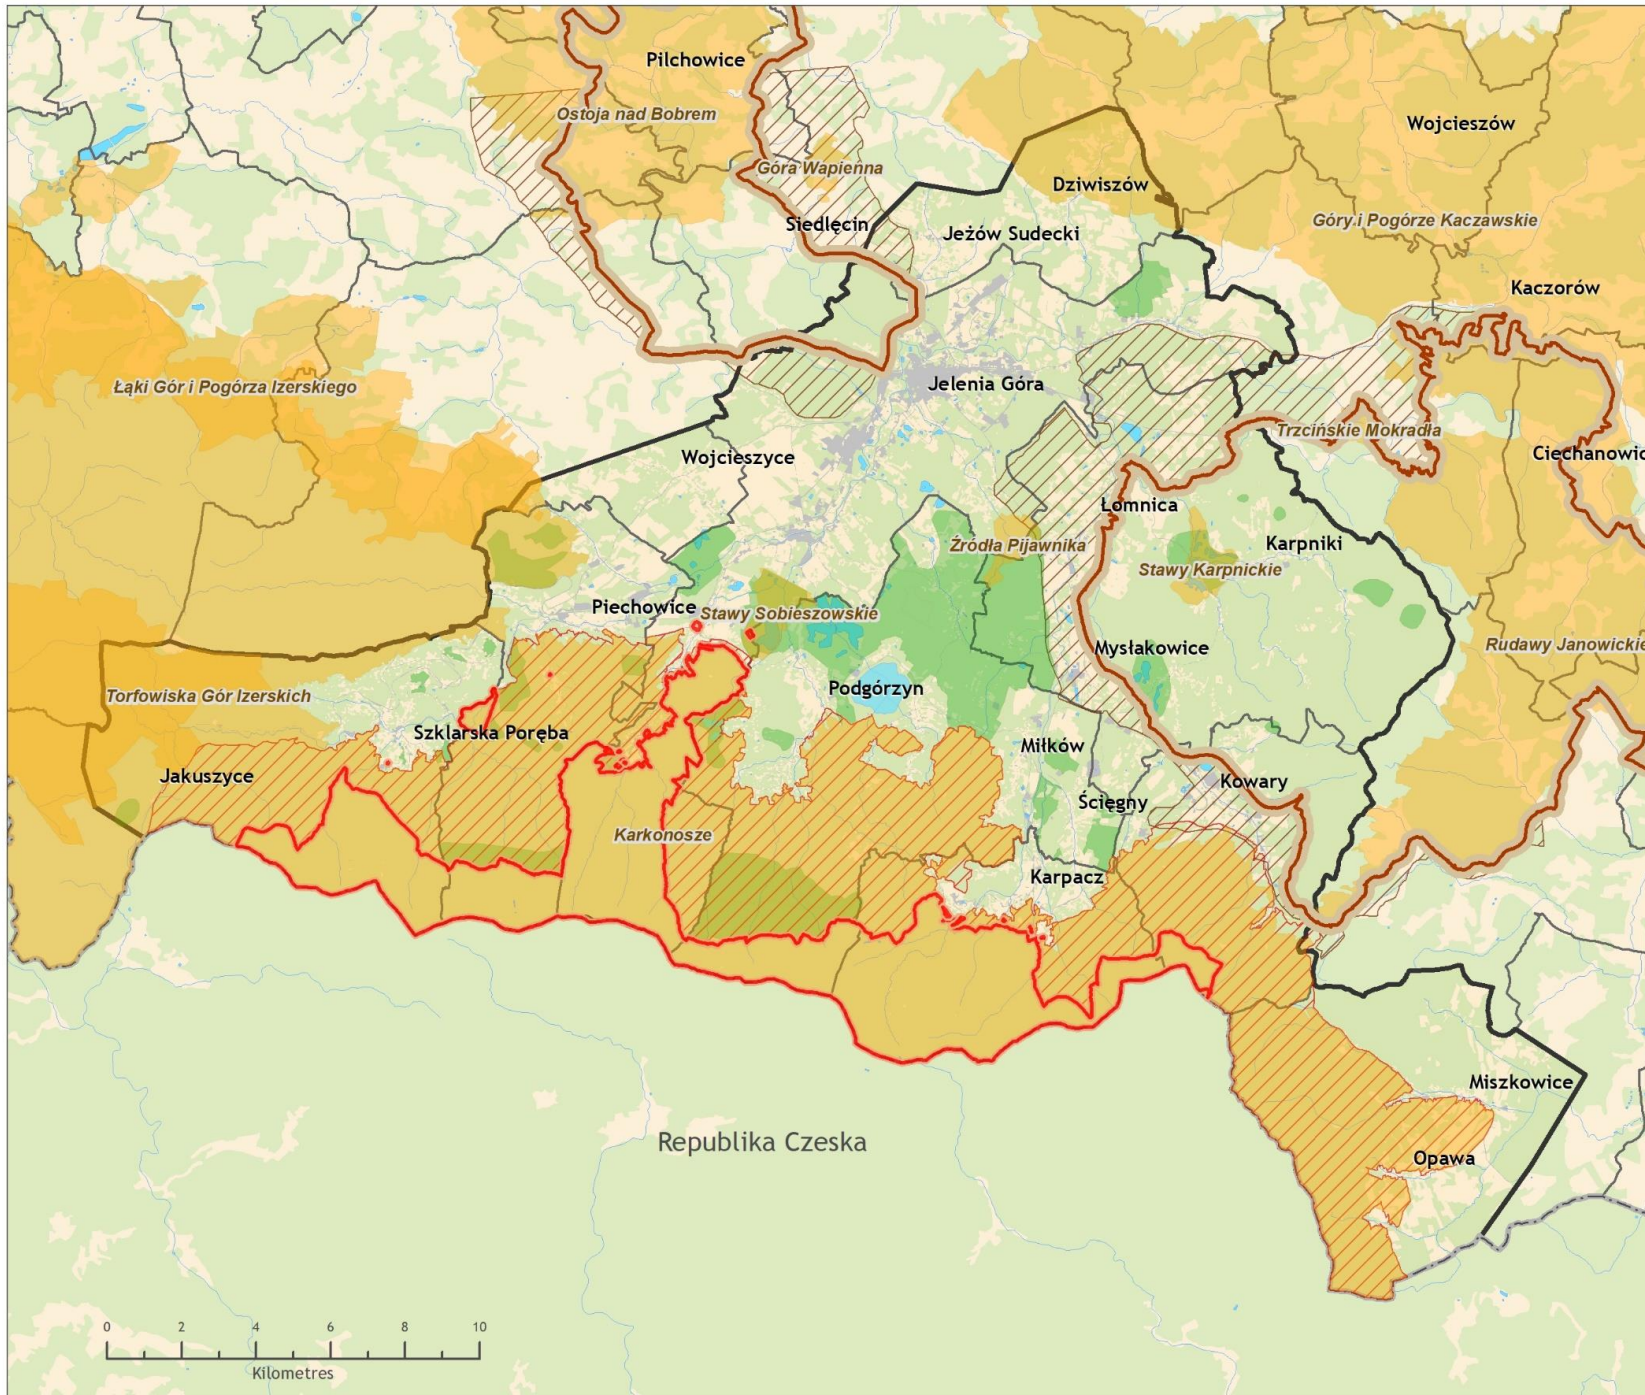 Pilchowice
Ostoja nad Bobrem
Wojcieszów
Góra Wapienna
Dziwiszów
Siedlęcin
Jeżów Sudecki
Góry i Pogórze Kaczawskie
Kaczorów
Łąki Gór i Pogórza Izerskiego
Jelenia Góra
Trzcińskie Mokradła
Wojcieszyce
Ciechanowic
Łomnica
Źródła Pijawnika
Karpniki
Stawy Karpnickie
Piechowice
Stawy Sobieszowskie
Mysłakowice
Rudawy Janowickie
Torfowiska Gór Izerskich
Podgórzyn
Szklarska Poręba
Miłków
Jakuszyce
Kowary
Ścięgny
Karkonosze
Karpacz
Miszkowice
Republika Czeska
Opawa
0 2 4 6 8 10
Kilometres